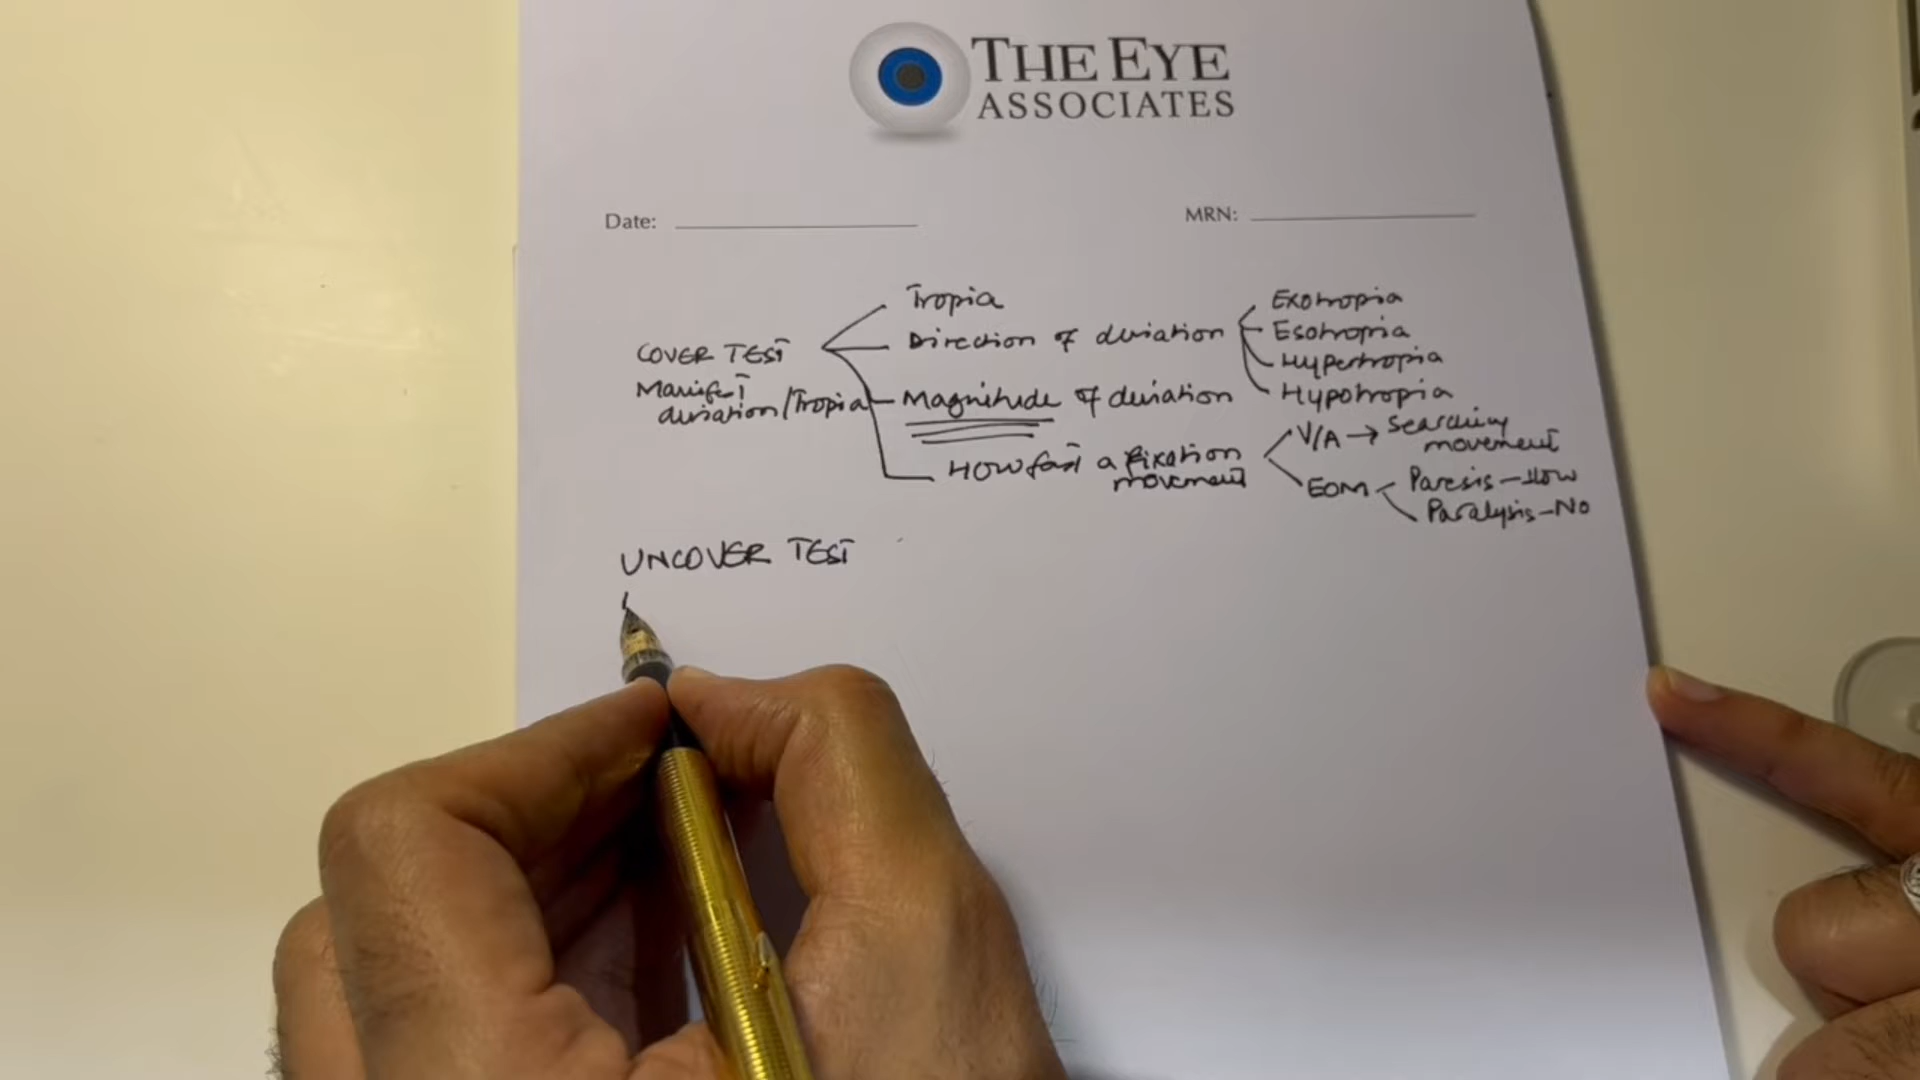 THE EYE
ASSOCIATES
Date:
MRN:
COVER TEST
Manifest
deviation/Tropia
Tropia
Direction of deviation
Magnitude of deviation
How fast a fixation
movement
Exotropia
Esotropia
Hypertropia
Hypotropia
V/A → Searching
movement
EOM
Paresis - slow
Paralysis - No
UNCOVER TEST